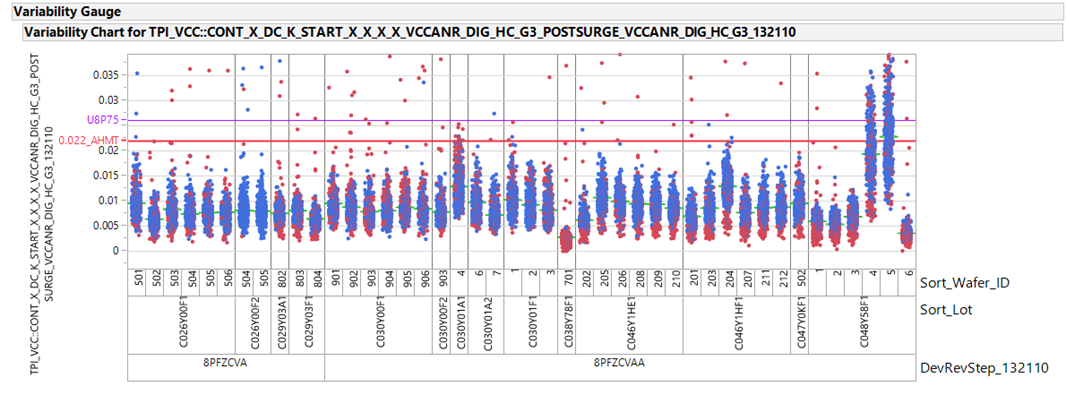 Variability Gauge
Variability Chart for TPI_VCC::CONT_X_DC_K_START_X_X_X_X_VCCANR_DIG_HC_G3_POSTSURGE_VCCANR_DIG_HC_G3_132110
TPI_VCC::CONT_X_DC_K_START_X_X_X_X_VCCANR_DIG_HC_G3_POST
SURGE_VCCANR_DIG_HC_G3_132110
0.035
0.03
U8P75
0.022_AHMT
0.02
0.015
0.01
0.005
0
501 502 503 504 505 506 504 505 802 803 804 901 902 903 904 905 906 903 4 6 7 1 2 3 701 202 205 206 208 209 210 201 203 204 207 211 212 502 1 2 3 4 5 6
Sort_Wafer_ID
C026Y00F1 C026Y00F2 C029Y03A1 C029Y03F1 C030Y00F1 C030Y00F2 C030Y01A1 C030Y01A2 C030Y01F1 C038Y78F1 C046Y1HE1 C046Y1HF1 C047Y0KF1 C048Y58F1
Sort_Lot
8PFZCVA 8PFZCVAA
DevRevStep_132110